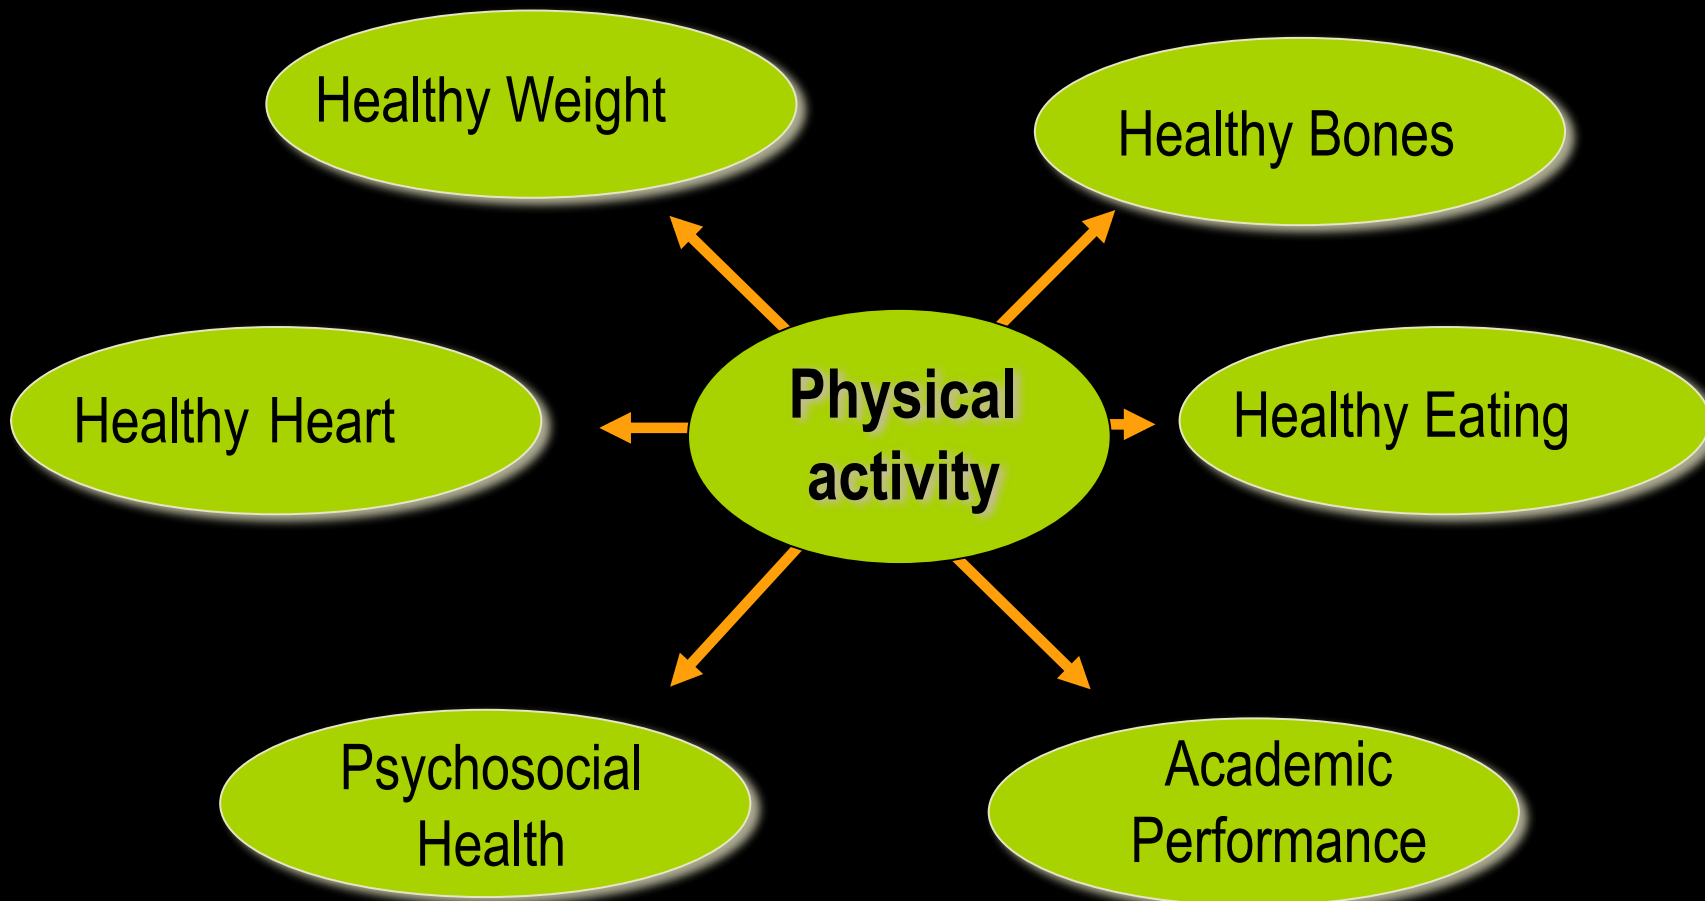 Healthy Weight
Healthy Bones
Healthy Heart
Physical
activity
Healthy Eating
Psychosocial
Health
Academic
Performance